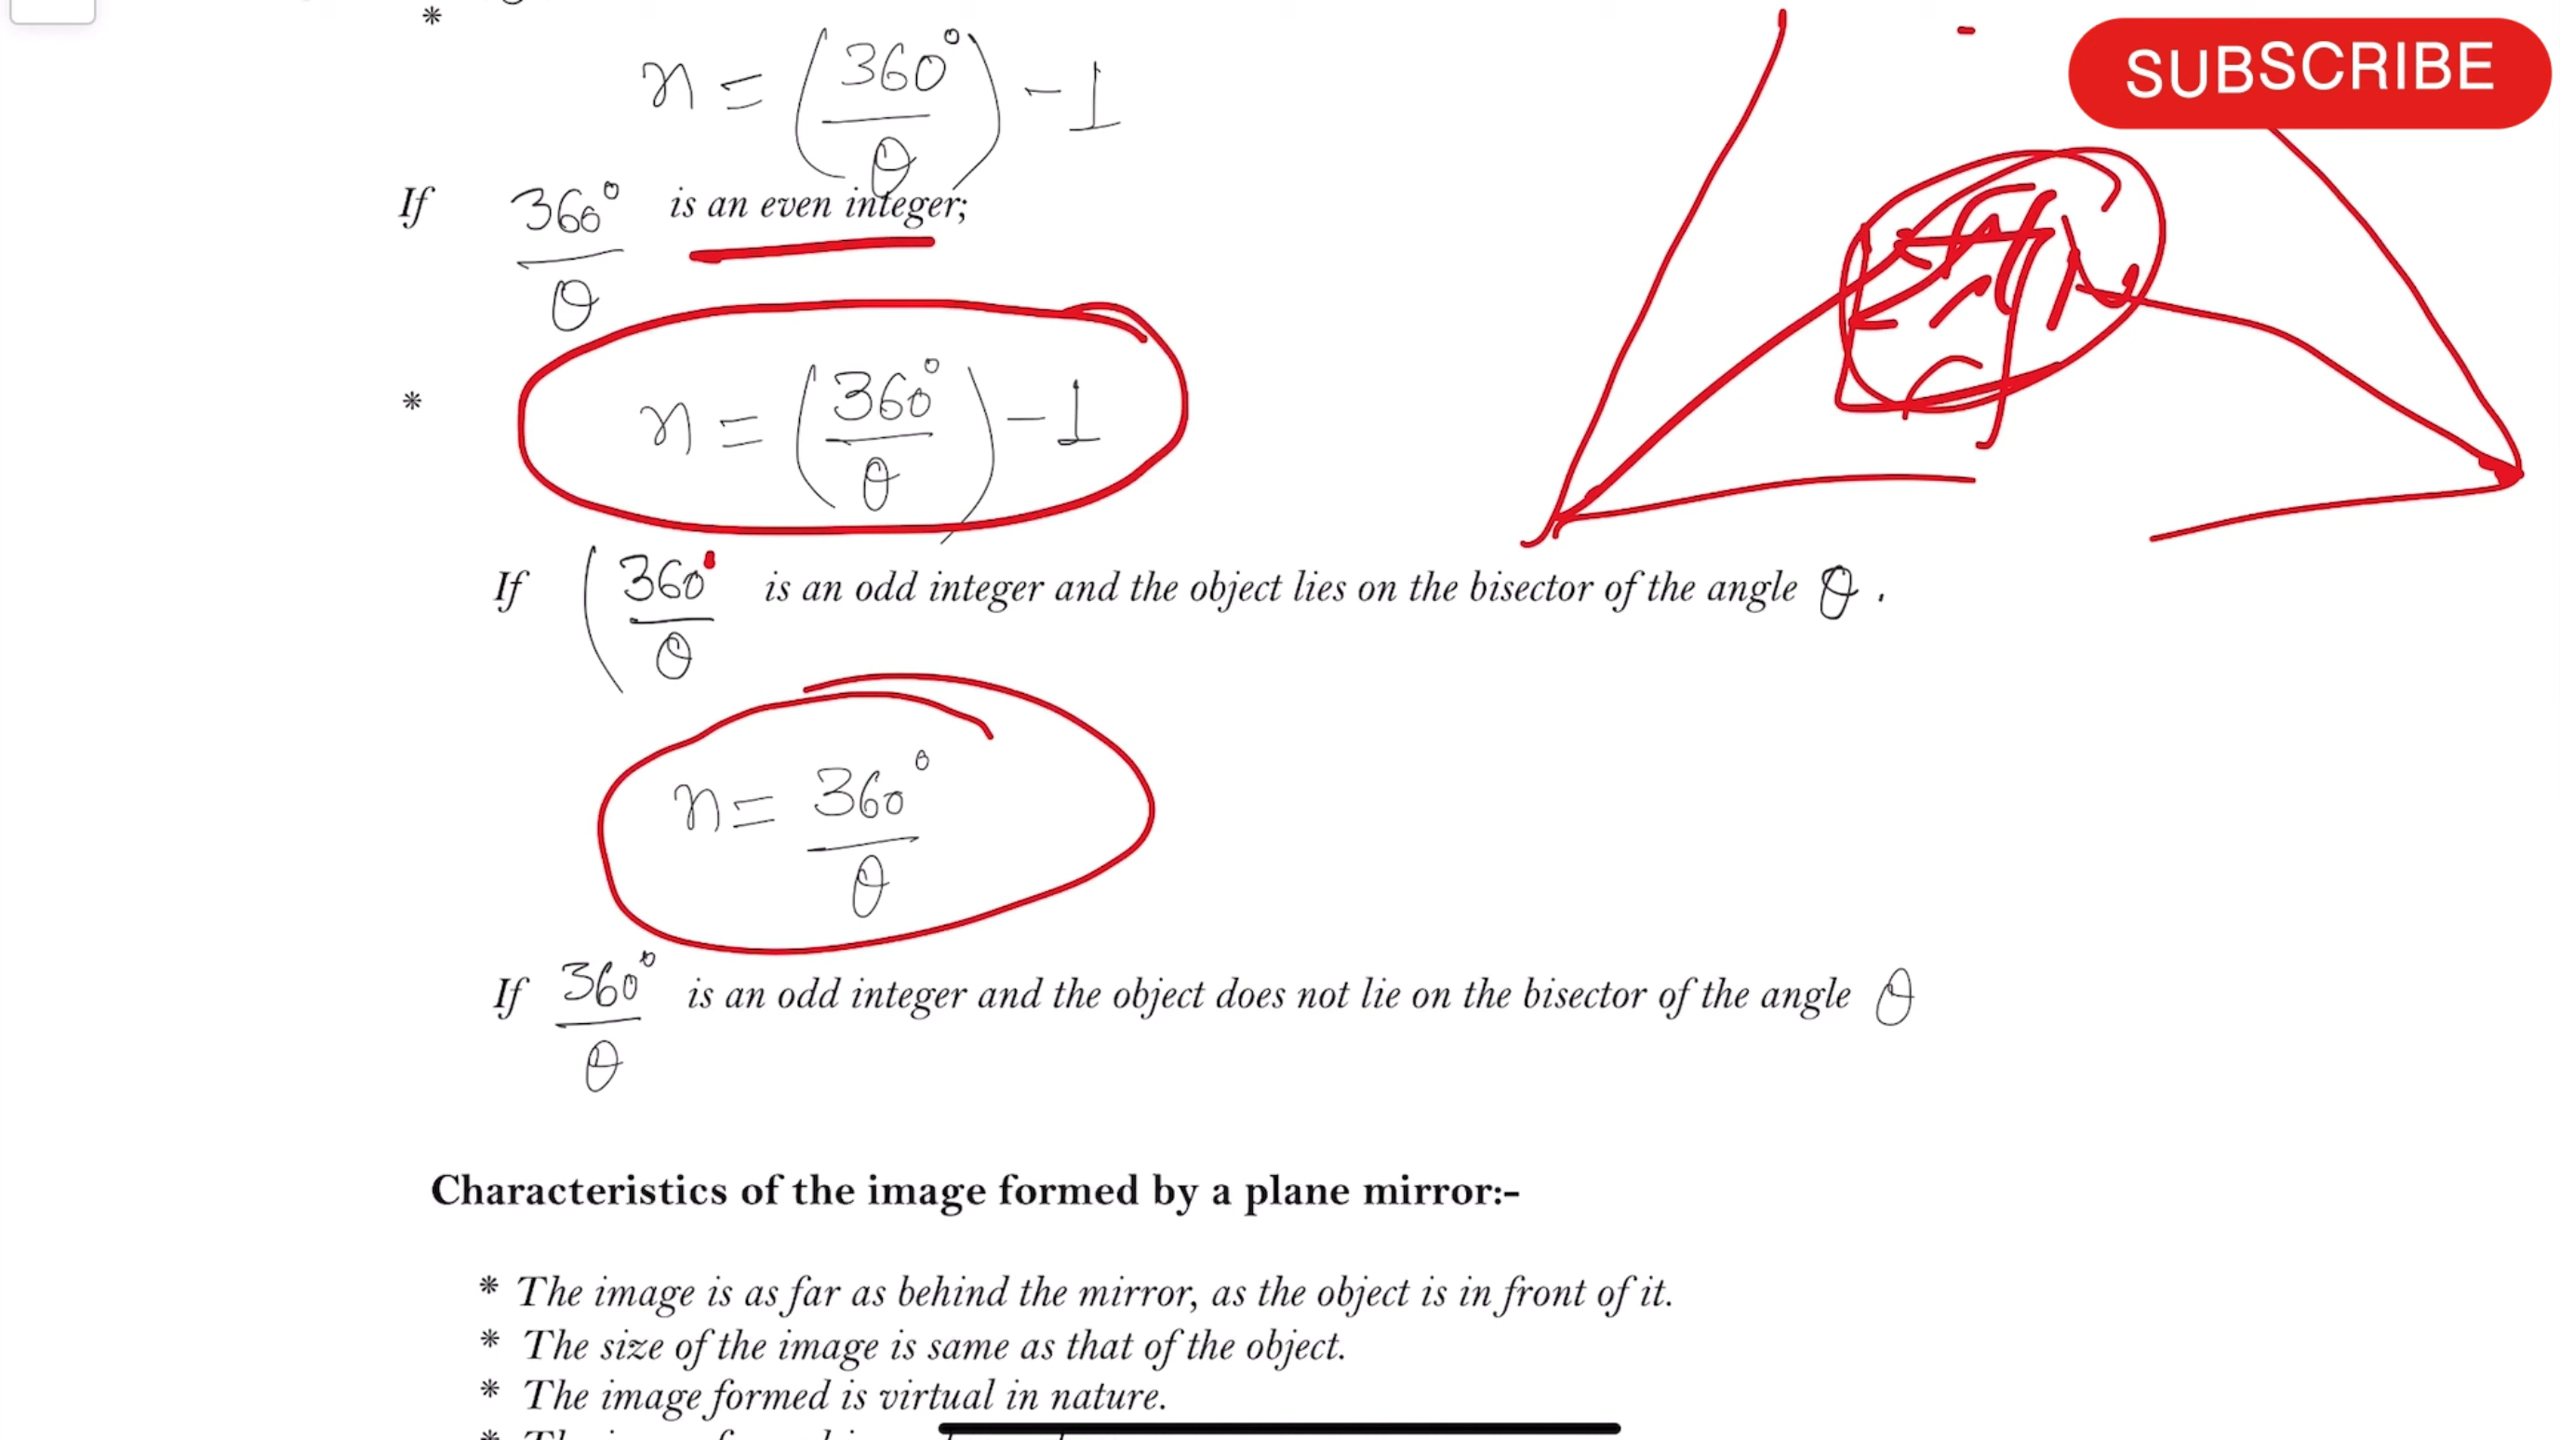 *
n = (360°/θ) - 1
SUBSCRIBE
If 360°/θ is an even integer;
* n = (360°/θ) - 1
If (360°/θ is an odd integer and the object lies on the bisector of the angle θ .
n = 360°/θ
If 360°/θ is an odd integer and the object does not lie on the bisector of the angle θ
Characteristics of the image formed by a plane mirror:-
* The image is as far as behind the mirror, as the object is in front of it.
* The size of the image is same as that of the object.
* The image formed is virtual in nature.